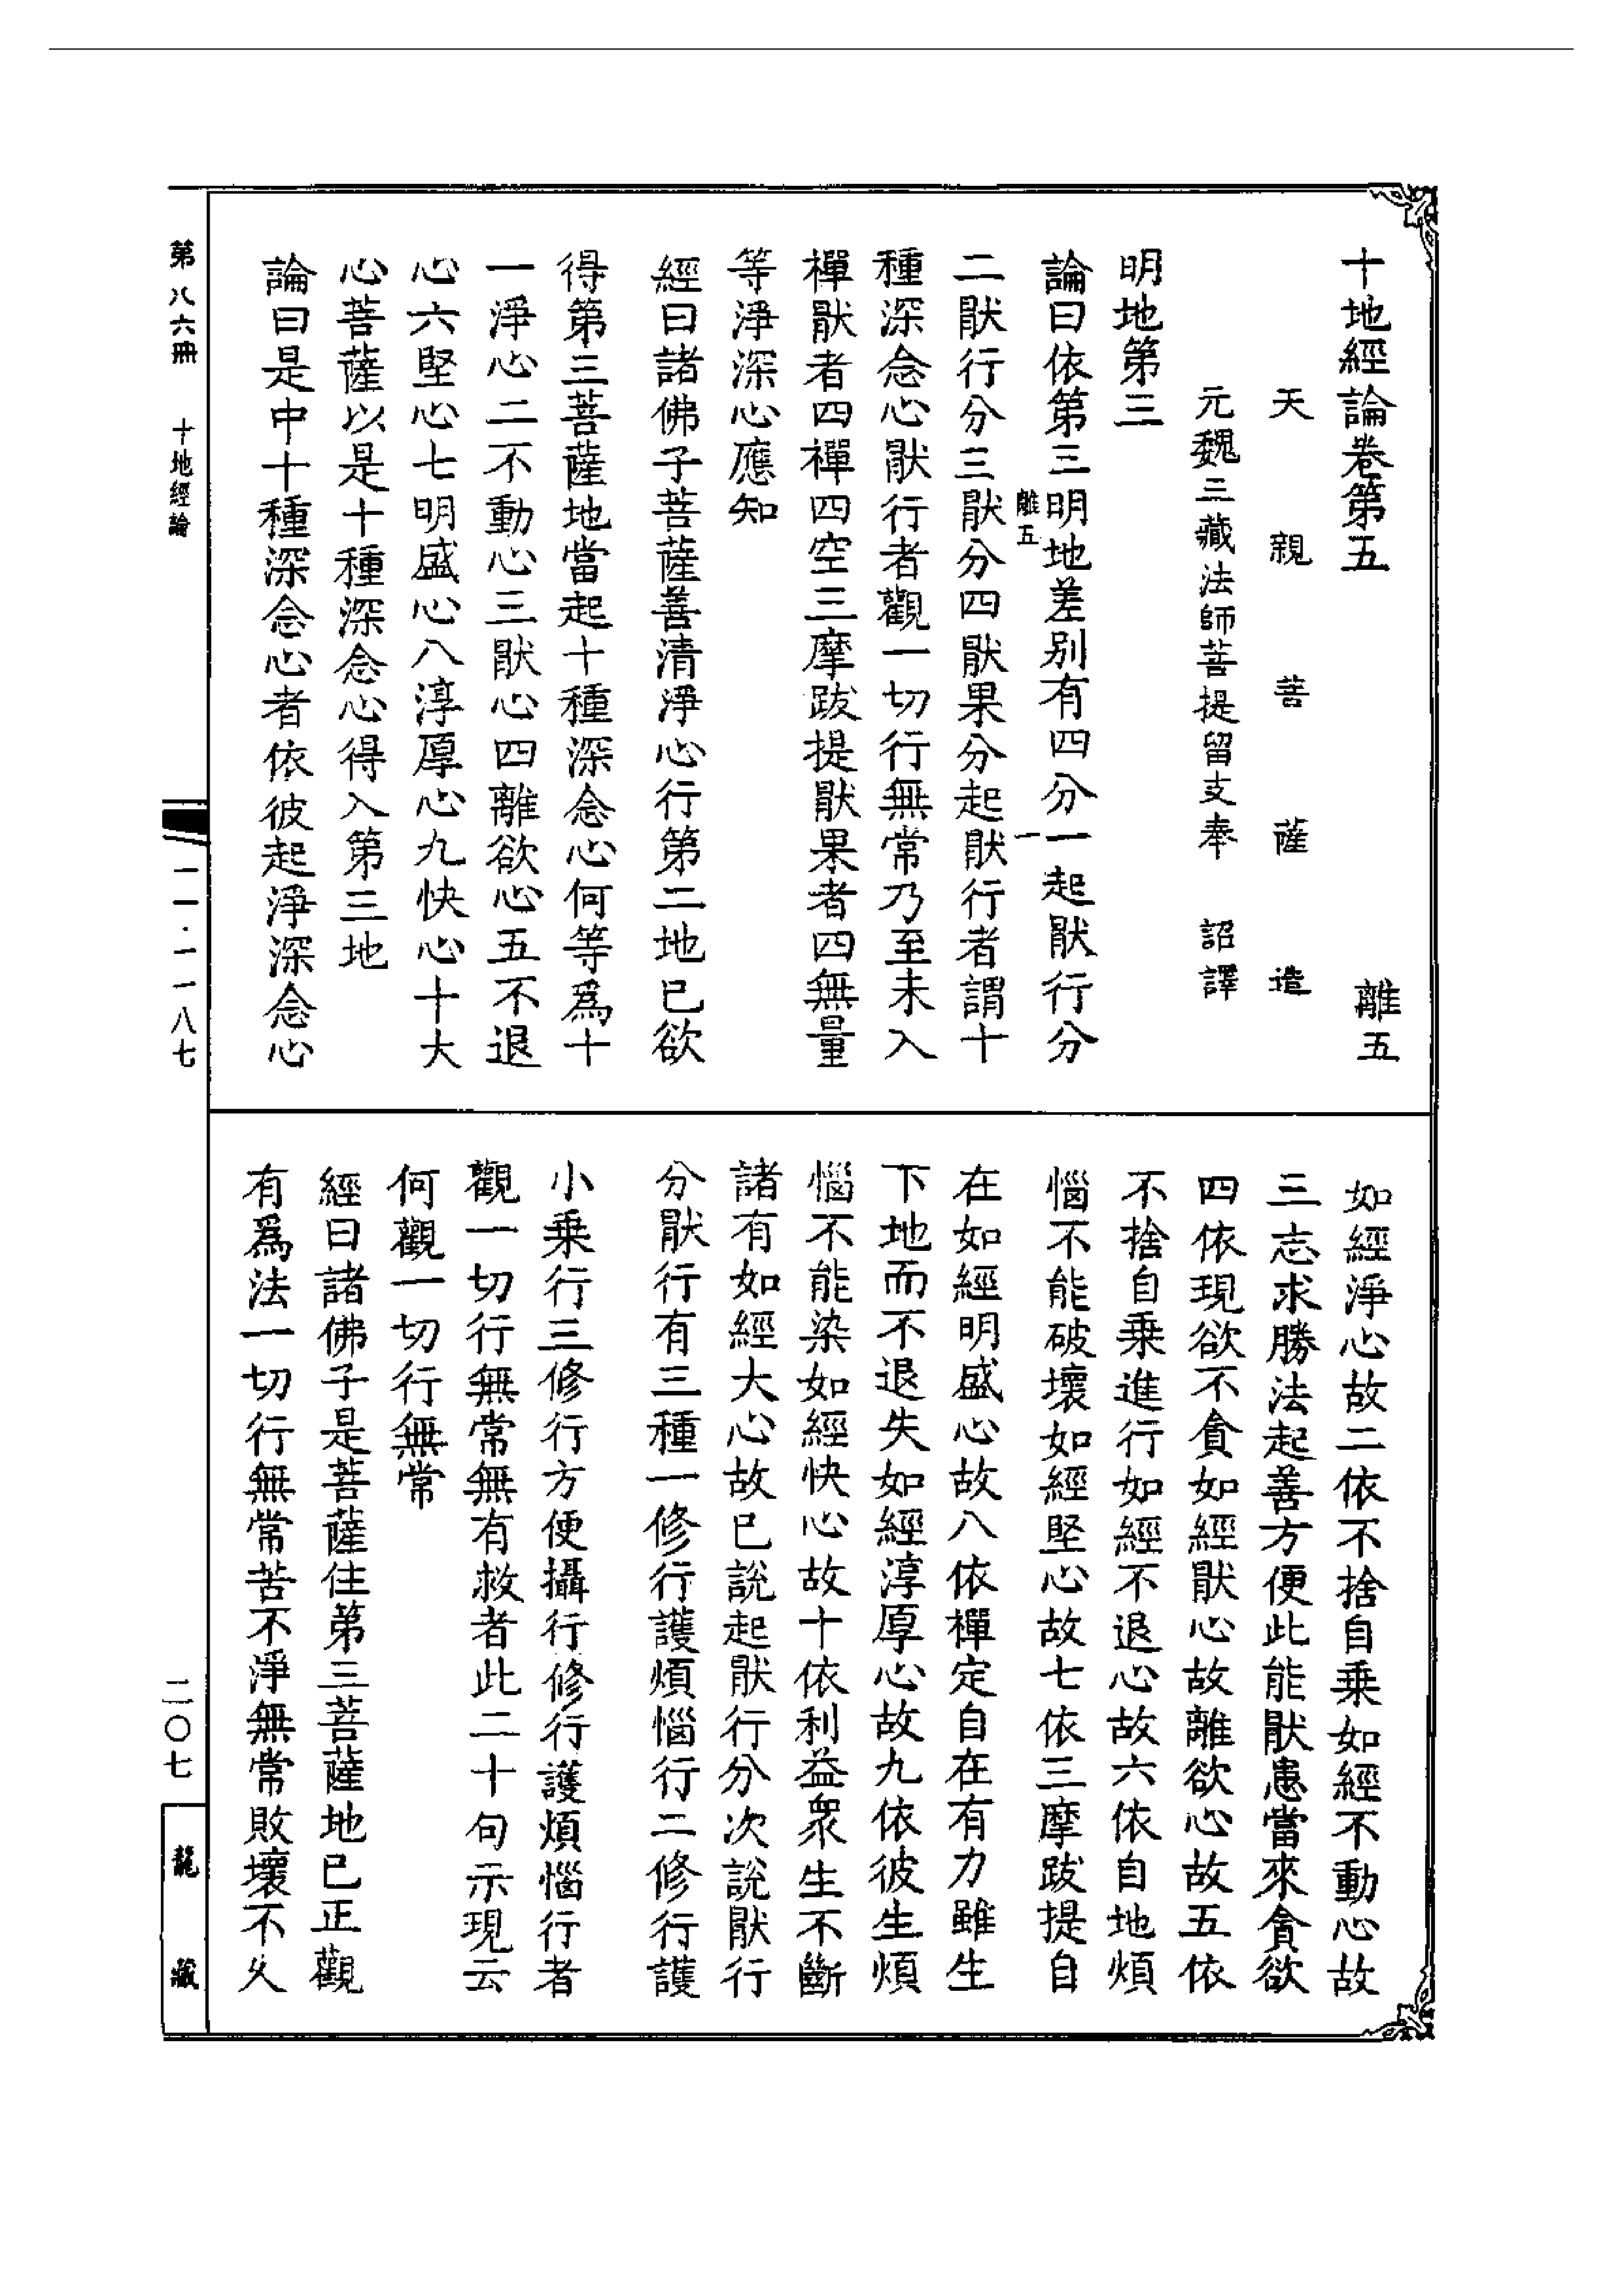 十地經論卷第五　離五
天親菩薩造
元魏三藏法師菩提留支奉　詔譯
明地第三
論曰依第三明地差別有四分一起猒行分
離五
一
二猒行分三猒分四猒果分起猒行者謂十
種深念心猒行者觀一切行無常乃至未入
禪猒者四禪四空三摩跋提猒果者四無量
等淨深心應知
經曰諸佛子菩薩善清淨心行第二地已欲
得第三菩薩地當起十種深念心何等爲十
一淨心二不動心三猒心四離欲心五不退
心六堅心七明盛心八淳厚心九快心十大
心菩薩以是十種深念心得入第三地
論曰是中十種深念心者依彼起淨深念心
如經淨心故二依不捨自乘如經不動心故
三志求勝法起善方便此能猒患當來貪欲
四依現欲不貪如經猒心故離欲心故五依
不捨自乘進行如經不退心故六依自地煩
惱不能破壞如經堅心故七依三摩跋提自
在如經明盛心故八依禪定自在有力雖生
下地而不退失如經淳厚心故九依彼生煩
惱不能染如經快心故十依利益衆生不斷
諸有如經大心故已說起猒行分次說猒行
分猒行有三種一修行護煩惱行二修行護
小乘行三修行方便攝行修行護煩惱行者
觀一切行無常無有救者此二十句示現云
何觀一切行無常
經曰諸佛子是菩薩住第三菩薩地已正觀
有爲法一切行無常苦不淨無常敗壞不久
第八六冊　十地經論　一一·一一八七　二〇七
龍藏